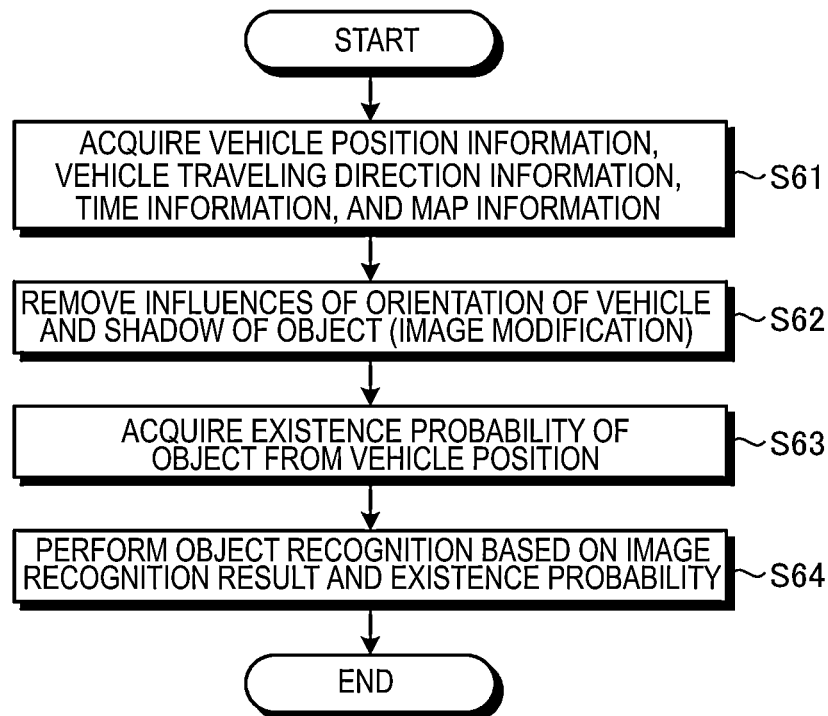 START
ACQUIRE VEHICLE POSITION INFORMATION,
VEHICLE TRAVELING DIRECTION INFORMATION,
TIME INFORMATION, AND MAP INFORMATION
S61
REMOVE INFLUENCES OF ORIENTATION OF VEHICLE
AND SHADOW OF OBJECT (IMAGE MODIFICATION)
S62
ACQUIRE EXISTENCE PROBABILITY OF
OBJECT FROM VEHICLE POSITION
S63
PERFORM OBJECT RECOGNITION BASED ON IMAGE
RECOGNITION RESULT AND EXISTENCE PROBABILITY
S64
END